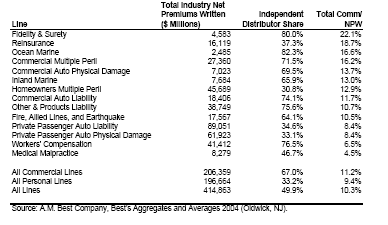 Total Industry Net
Premiums Written Independent Total Comm/
Line ($ Millions) Distributor Share NPW
Fidelity & Surety 4,583 80.0% 22.1%
Reinsurance 16,119 37.3% 18.7%
Ocean Marine 2,485 82.3% 16.6%
Commercial Multiple Peril 27,360 71.5% 16.2%
Commercial Auto Physical Damage 7,023 69.5% 13.7%
Inland Marine 7,684 65.9% 13.0%
Homeowners Multiple Peril 45,689 30.8% 12.9%
Commercial Auto Liability 18,406 74.1% 11.7%
Other & Products Liability 38,749 75.6% 10.7%
Fire, Allied Lines, and Earthquake 17,567 64.1% 10.5%
Private Passenger Auto Liability 89,051 34.6% 8.4%
Private Passenger Auto Physical Damage 61,923 33.1% 8.4%
Workers' Compensation 41,412 76.5% 6.5%
Medical Malpractice 8,279 46.7% 4.5%
All Commercial Lines 206,359 67.0% 11.2%
All Personal Lines 196,664 33.2% 9.4%
All Lines 414,863 49.9% 10.3%
Source: A.M. Best Company, Best's Aggregates and Averages 2004 (Oldwick, NJ).